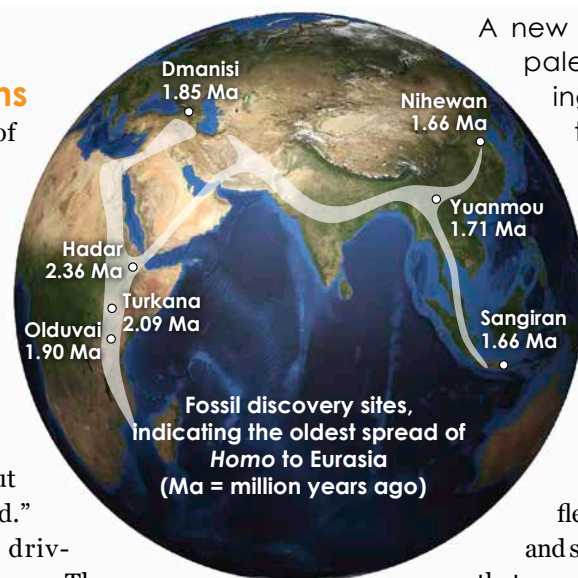 A new
pale
ing
ns
of
Dmanisi
1.85 Ma
Nihewan
1.66 Ma
Yuanmou
1.71 Ma
Hadar
2.36 Ma
Turkana
2.09 Ma
Olduvai
1.90 Ma
Sangiran
1.66 Ma
Fossil discovery sites,
indicating the oldest spread of
Homo to Eurasia
(Ma = million years ago)
ut
d.”
driv-
fle
and s